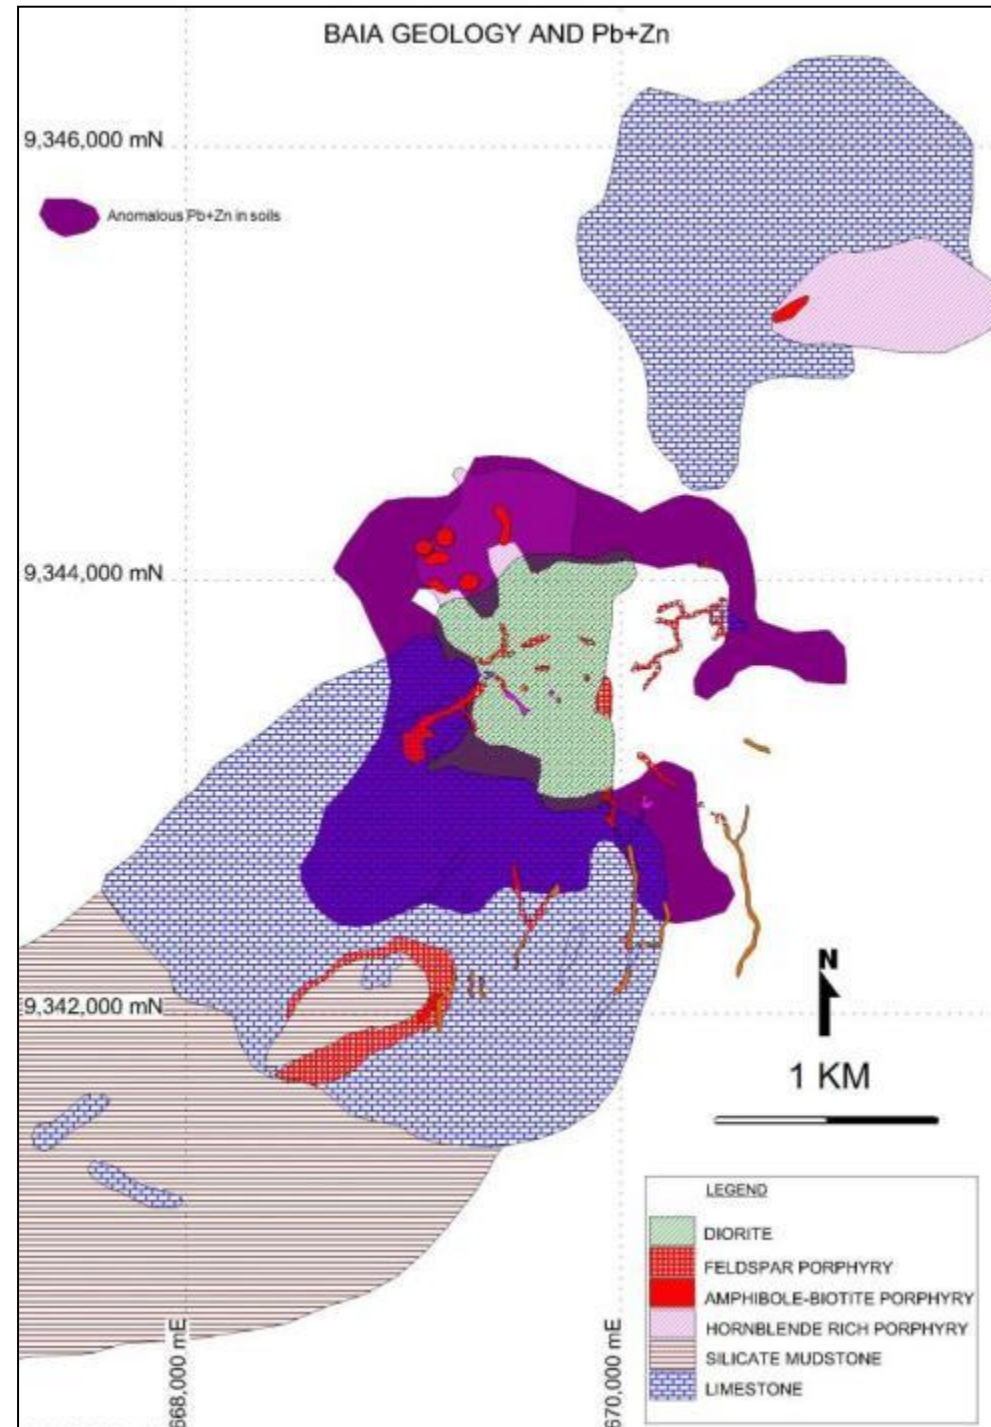 BAIA GEOLOGY AND Pb+Zn
9,346,000 mN
Anomalous Pb+Zn in soils
9,344,000 mN
9,342,000 mN
N
1 KM
LEGEND
DIORITE
FELDSPAR PORPHYRY
AMPHIBOLE-BIOTITE PORPHYRY
HORNBLENDE RICH PORPHYRY
SILICATE MUDSTONE
LIMESTONE
668,000 mE
670,000 mE